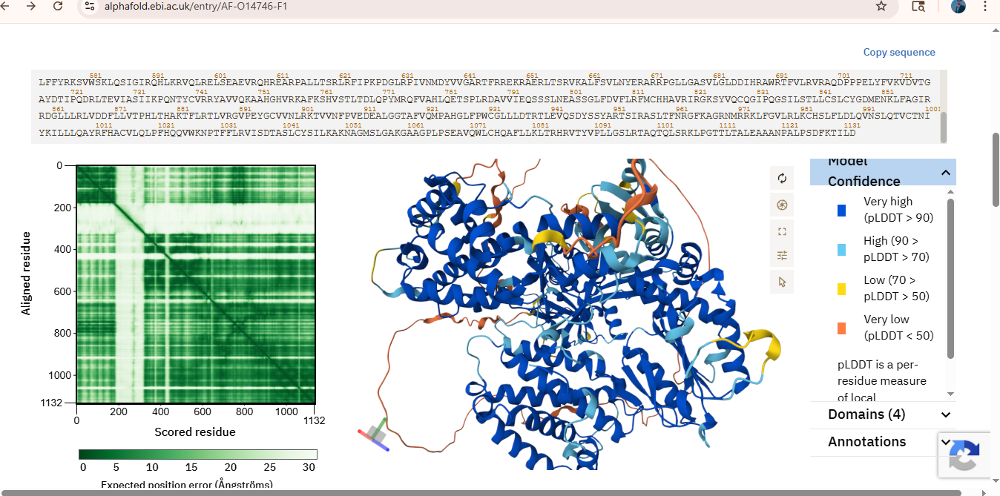 alphafold.ebi.ac.uk/entry/AF-O14746-F1
Copy sequence
581 591 601 611 621 631 641 651 661 671 681 691 701 711
LFFYRKSVWSKLQSIGIRQHLKRVQLRELSEAEVRQHREARPALLTSRLRFIPKPDGLRPIVNMDYVVGARTFRREKRAERLTSRVKALFSVLNYERARRPGLLGASVLGLDDIHRAWRTFVLRVRAQDPPPELYFVKVDVTG
721 731 741 751 761 771 781 791 801 811 821 831 841 851
AYDTIPQDRLTEVIASIIKPQNTYCVRRYAVVQKAAHGHVRKAFKSHVSTLTDLQPYMRQFVAHLQETSPLRDAVVIEQSSSLNEASSGLFDVFLRFMCHHAVRIRGKSYVQCQGIPQGSILSTLLCSLCYGDMENKLFAGIR
861 871 881 891 901 911 921 931 941 951 961 971 981 991 1001
RDGLLLRLVDDFLLVTPHLTHAKTFLRTLVRGVPEYGCVVNLRKTVVNFPVEDEALGGTAFVQMPAHGLFPWCGLLLDTRTLEVQSDYSSYARTSIRASLTFNRGFKAGRNMRRKLFGVLRLKCHSLFLDLQVNSLQTVCTNI
1011 1021 1031 1041 1051 1061 1071 1081 1091 1101 1111 1121 1131
YKILLLQAYRFHACVLQLPFHQQVWKNPTFFLRVISDTASLCYSILKAKNAGMSLGAKGAAGPLPSEAVQWLCHQAFLLKLTRHRVTYVPLLGSLRTAQTQLSRKLPGTTLTALEAAANPALPSDFKTILD
0
200
400
600
800
1000
1132
Aligned residue
0 200 400 600 800 1000 1132
Scored residue
0 5 10 15 20 25 30
Expected position error (Ångströms)
Model
Confidence
Very high
(pLDDT > 90)
High (90 >
pLDDT > 70)
Low (70 >
pLDDT > 50)
Very low
(pLDDT < 50)
pLDDT is a per-
residue measure
of local
Domains (4)
Annotations